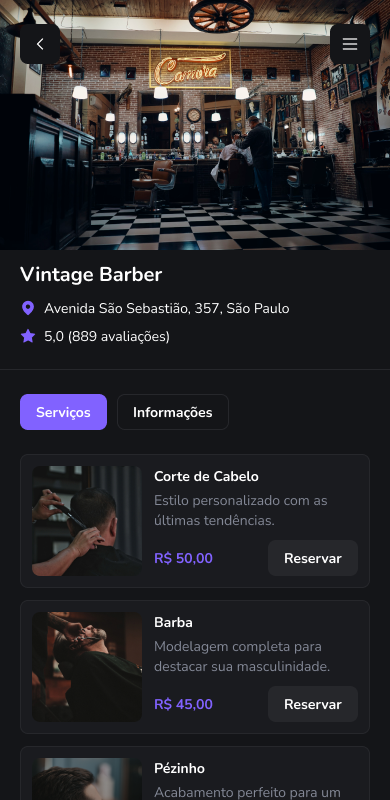 Vintage Barber
Avenida São Sebastião, 357, São Paulo
5,0 (889 avaliações)
Serviços
Informações
Corte de Cabelo
Estilo personalizado com as
últimas tendências.
R$ 50,00
Reservar
Barba
Modelagem completa para
destacar sua masculinidade.
R$ 45,00
Reservar
Pézinho
Acabamento perfeito para um